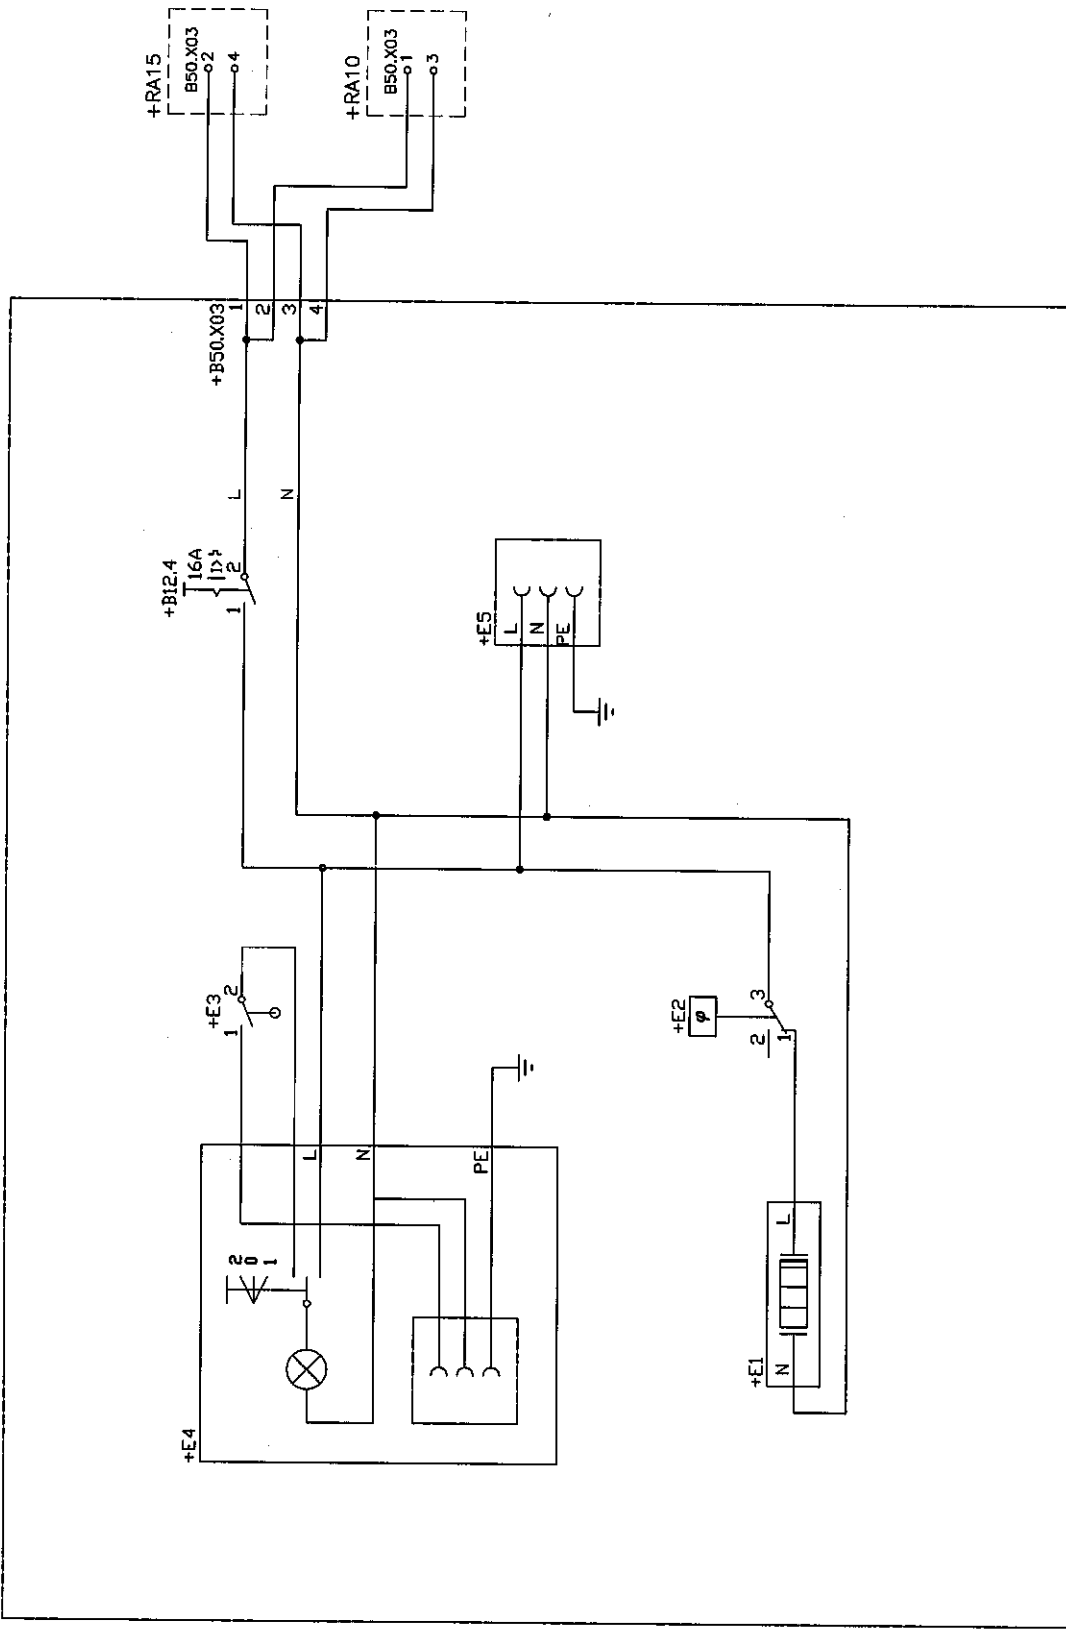 +RA15
B50.X03
2
4
+RA10
B50.X03
1
3
+B50.X03
1
2
3
4
L
N
+B12.4
16A
I>
1
2
+E5
L
N
PE
+E3
1
2
+E2
φ
3
2
1
+E4
2
0
1
L
N
PE
+E1
N
L